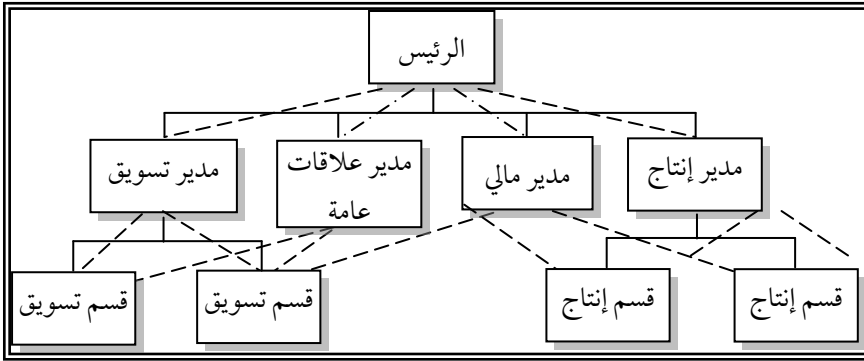 الرئيس
مدير إنتاج
مدير مالي
مدير علاقات
عامة
مدير تسويق
قسم إنتاج
قسم إنتاج
قسم تسويق
قسم تسويق